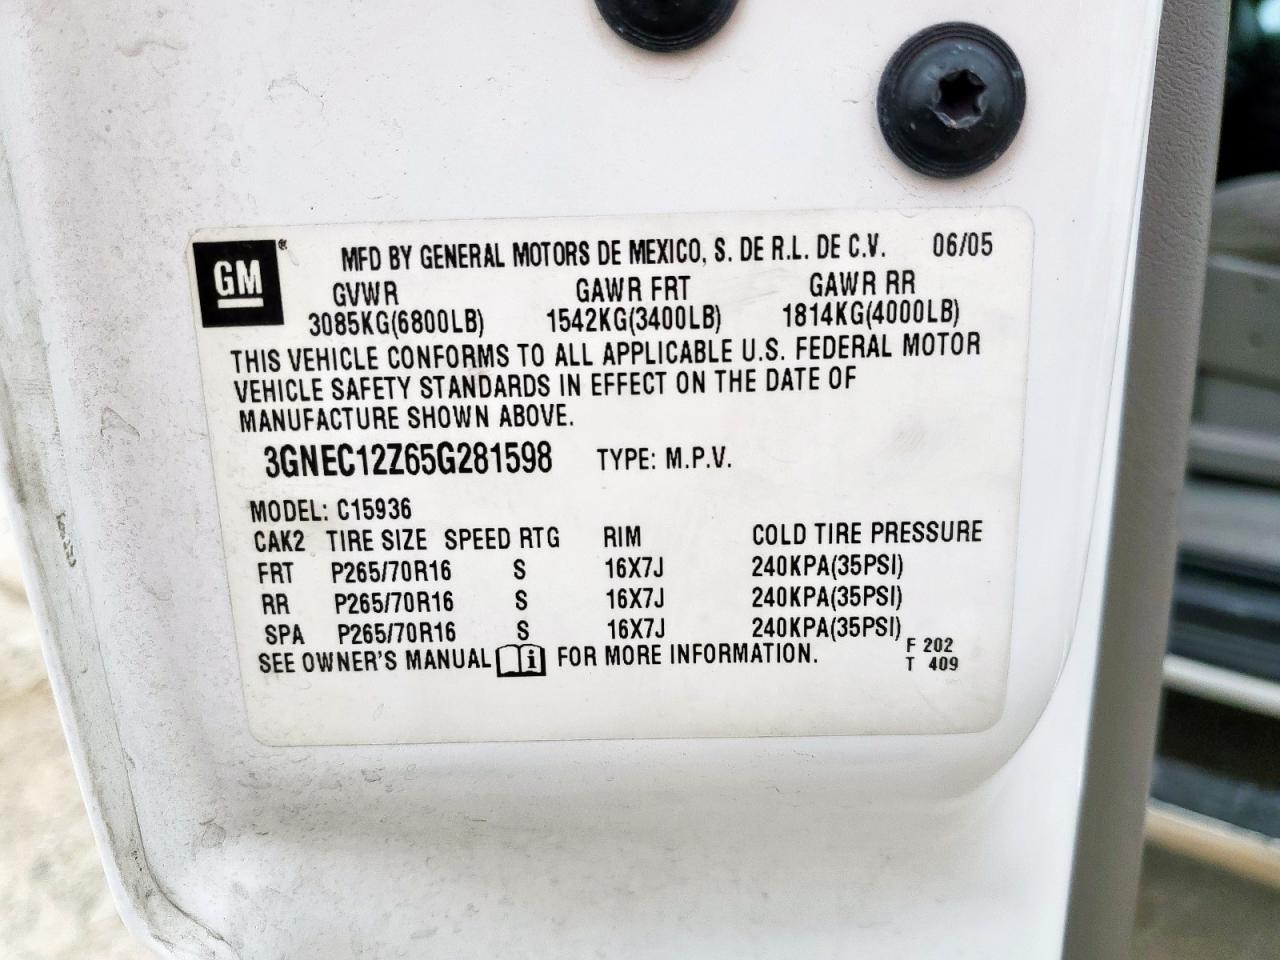 GM® MFD BY GENERAL MOTORS DE MEXICO, S. DE R.L. DE C.V. 06/05
GVWR GAWR FRT GAWR RR
3085KG(6800LB) 1542KG(3400LB) 1814KG(4000LB)
THIS VEHICLE CONFORMS TO ALL APPLICABLE U.S. FEDERAL MOTOR
VEHICLE SAFETY STANDARDS IN EFFECT ON THE DATE OF
MANUFACTURE SHOWN ABOVE.
3GNEC12Z65G281598 TYPE: M.P.V.
MODEL: C15936
CAK2 TIRE SIZE SPEED RTG RIM COLD TIRE PRESSURE
FRT P265/70R16 S 16X7J 240KPA(35PSI)
RR P265/70R16 S 16X7J 240KPA(35PSI)
SPA P265/70R16 S 16X7J 240KPA(35PSI)
SEE OWNER'S MANUAL i FOR MORE INFORMATION.
F 202
T 409